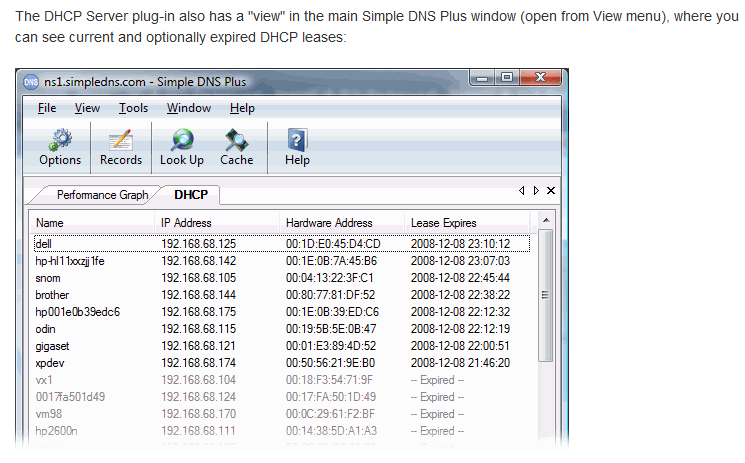 The DHCP Server plug-in also has a "view" in the main Simple DNS Plus window (open from View menu), where you
can see current and optionally expired DHCP leases:
DNS ns1.simpledns.com - Simple DNS Plus
File View Tools Window Help
Options Records Look Up Cache Help
Performance Graph DHCP
Name IP Address Hardware Address Lease Expires
dell 192.168.68.125 00:1D:E0:45:D4:CD 2008-12-08 23:10:12
hp-hl11xxzjj1fe 192.168.68.142 00:1E:0B:7A:45:B6 2008-12-08 23:07:03
snom 192.168.68.105 00:04:13:22:3F:C1 2008-12-08 22:45:44
brother 192.168.68.144 00:80:77:81:DF:52 2008-12-08 22:38:22
hp001e0b39edc6 192.168.68.175 00:1E:0B:39:ED:C6 2008-12-08 22:12:32
odin 192.168.68.115 00:19:5B:5E:0B:47 2008-12-08 22:12:19
gigaset 192.168.68.121 00:01:E3:89:4D:52 2008-12-08 22:00:51
xpdev 192.168.68.174 00:50:56:21:9E:B0 2008-12-08 21:46:20
vx1 192.168.68.104 00:18:F3:54:71:9F -- Expired --
0017fa501d49 192.168.68.124 00:17:FA:50:1D:49 -- Expired --
vm98 192.168.68.170 00:0C:29:61:F2:BF -- Expired --
hp2600n 192.168.68.111 00:14:38:5D:A1:A3 -- Expired --